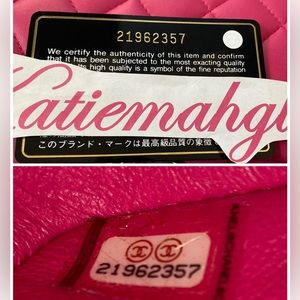 21962357
We certify the authenticity of this item and confirm
that it has been subjected to the most exacting quality
its high quality is a symbol of the fine reputation
Katiemahgu
このブランド・マークは最高級品質の象徴
21962357